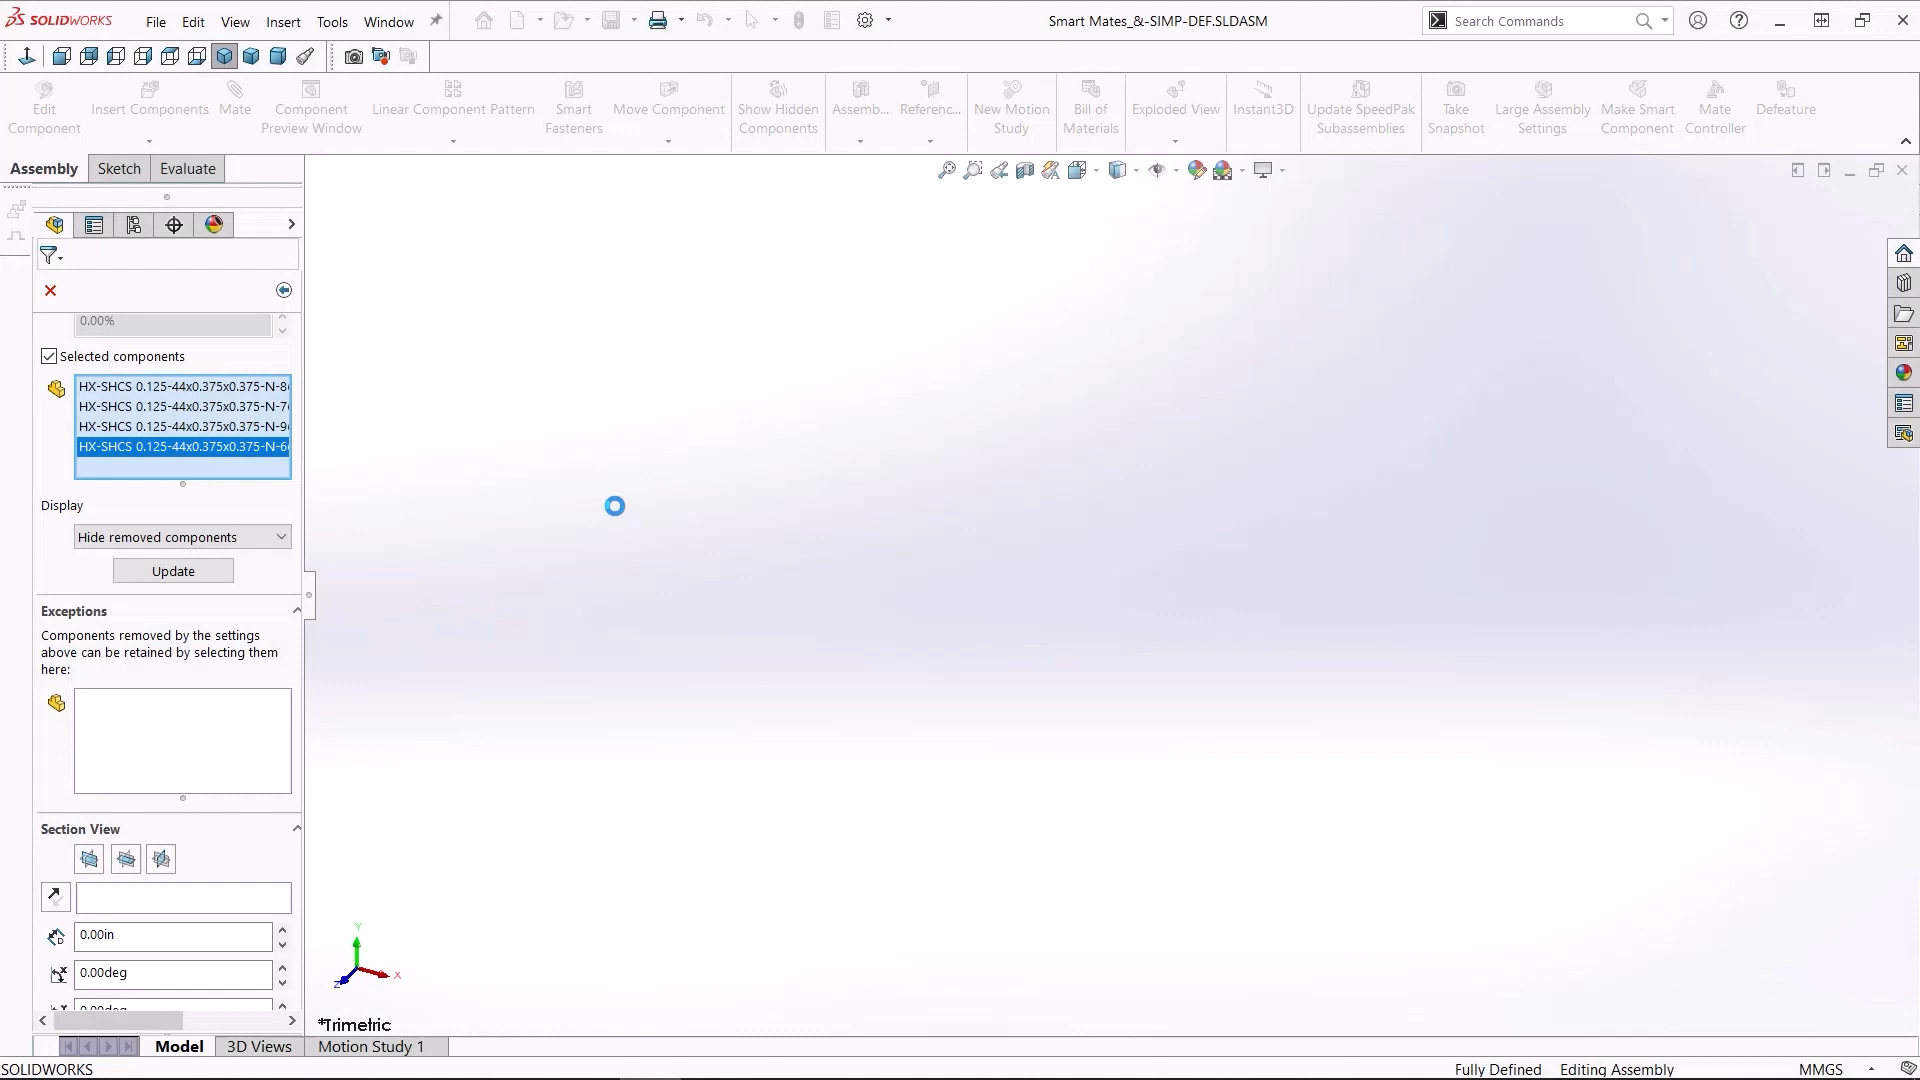 SOLIDWORKS File Edit View Insert Tools Window Smart Mates_&-SIMP-DEF.SLDASM Search Commands
Edit Component
Insert Components
Mate
Component Preview Window
Linear Component Pattern
Smart Fasteners
Move Component
Show Hidden Components
Assemb...
Referenc...
New Motion Study
Bill of Materials
Exploded View
Instant3D
Update SpeedPak Subassemblies
Take Snapshot
Large Assembly Settings
Make Smart Component
Mate Controller
Defeature
Assembly Sketch Evaluate
0.00%
Selected components
HX-SHCS 0.125-44x0.375x0.375-N-8
HX-SHCS 0.125-44x0.375x0.375-N-7
HX-SHCS 0.125-44x0.375x0.375-N-9
HX-SHCS 0.125-44x0.375x0.375-N-6
Display
Hide removed components
Update
Exceptions
Components removed by the settings
above can be retained by selecting them
here:
Section View
0.00in
0.00deg
0.00deg
Y
X
Z
*Trimetric
Model 3D Views Motion Study 1
SOLIDWORKS Fully Defined Editing Assembly MMGS